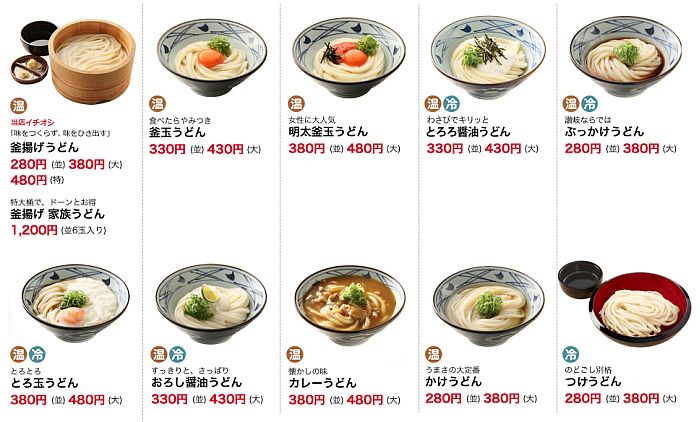 温
当店イチオシ
「味をつくらず、味をひき出す」
釜揚げうどん
280円 (並) 380円 (大)
480円 (特)
特大桶で、ドーンとお得
釜揚げ 家族うどん
1,200円 (並6玉入り)
温
食べたらやみつき
釜玉うどん
330円 (並) 430円 (大)
温
女性に大人気
明太釜玉うどん
380円 (並) 480円 (大)
温 冷
わさびでキリッと
とろろ醤油うどん
330円 (並) 430円 (大)
温 冷
讃岐ならでは
ぶっかけうどん
280円 (並) 380円 (大)
温 冷
とろとろ
とろ玉うどん
380円 (並) 480円 (大)
温 冷
すっきりと、さっぱり
おろし醤油うどん
330円 (並) 430円 (大)
温
懐かしの味
カレーうどん
380円 (並) 480円 (大)
温
うまさの大定番
かけうどん
280円 (並) 380円 (大)
冷
のどごし別格
つけうどん
280円 (並) 380円 (大)